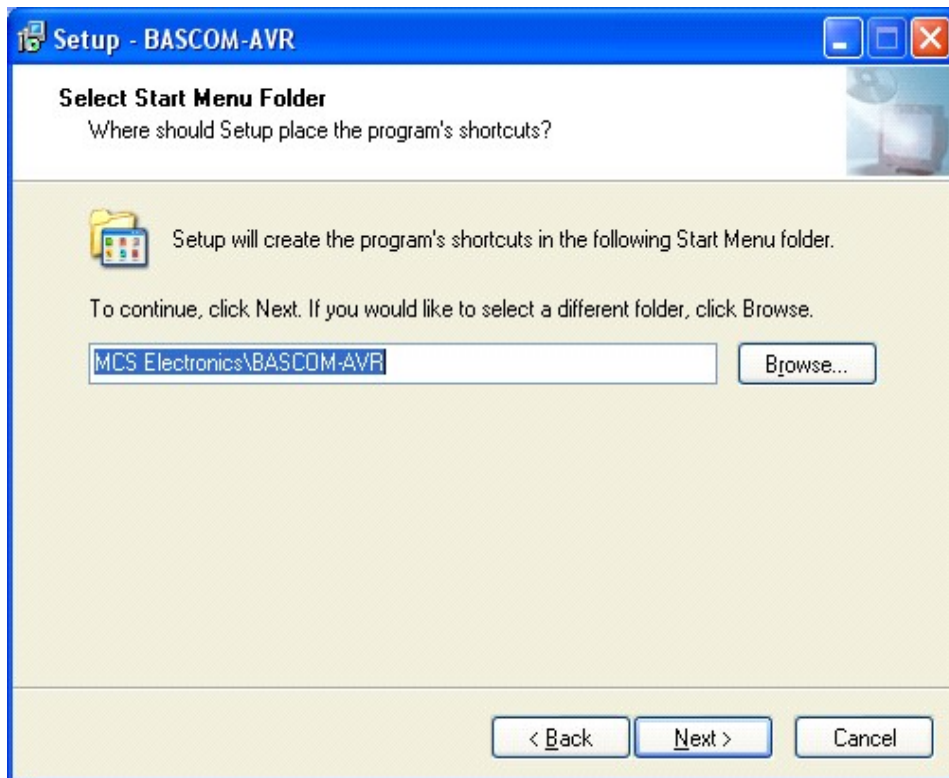 Setup - BASCOM-AVR
Select Start Menu Folder
Where should Setup place the program's shortcuts?
Setup will create the program's shortcuts in the following Start Menu folder.
To continue, click Next. If you would like to select a different folder, click Browse.
MCS Electronics\BASCOM-AVR
Browse...
< Back
Next >
Cancel